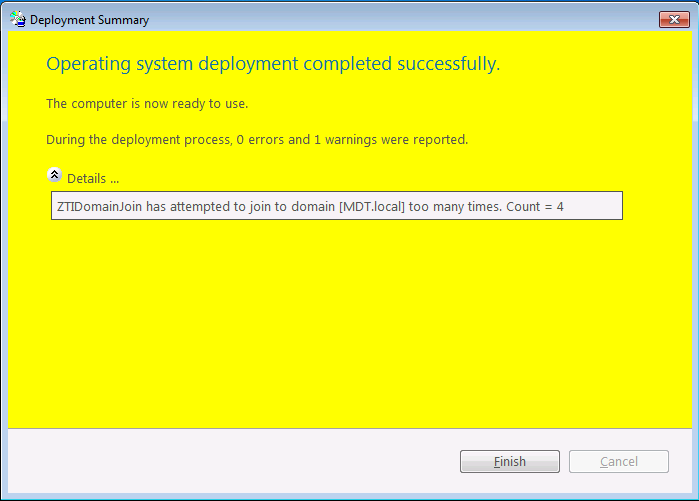 Deployment Summary
Operating system deployment completed successfully.
The computer is now ready to use.
During the deployment process, 0 errors and 1 warnings were reported.
Details ...
ZTIDomainJoin has attempted to join to domain [MDT.local] too many times. Count = 4
Finish
Cancel